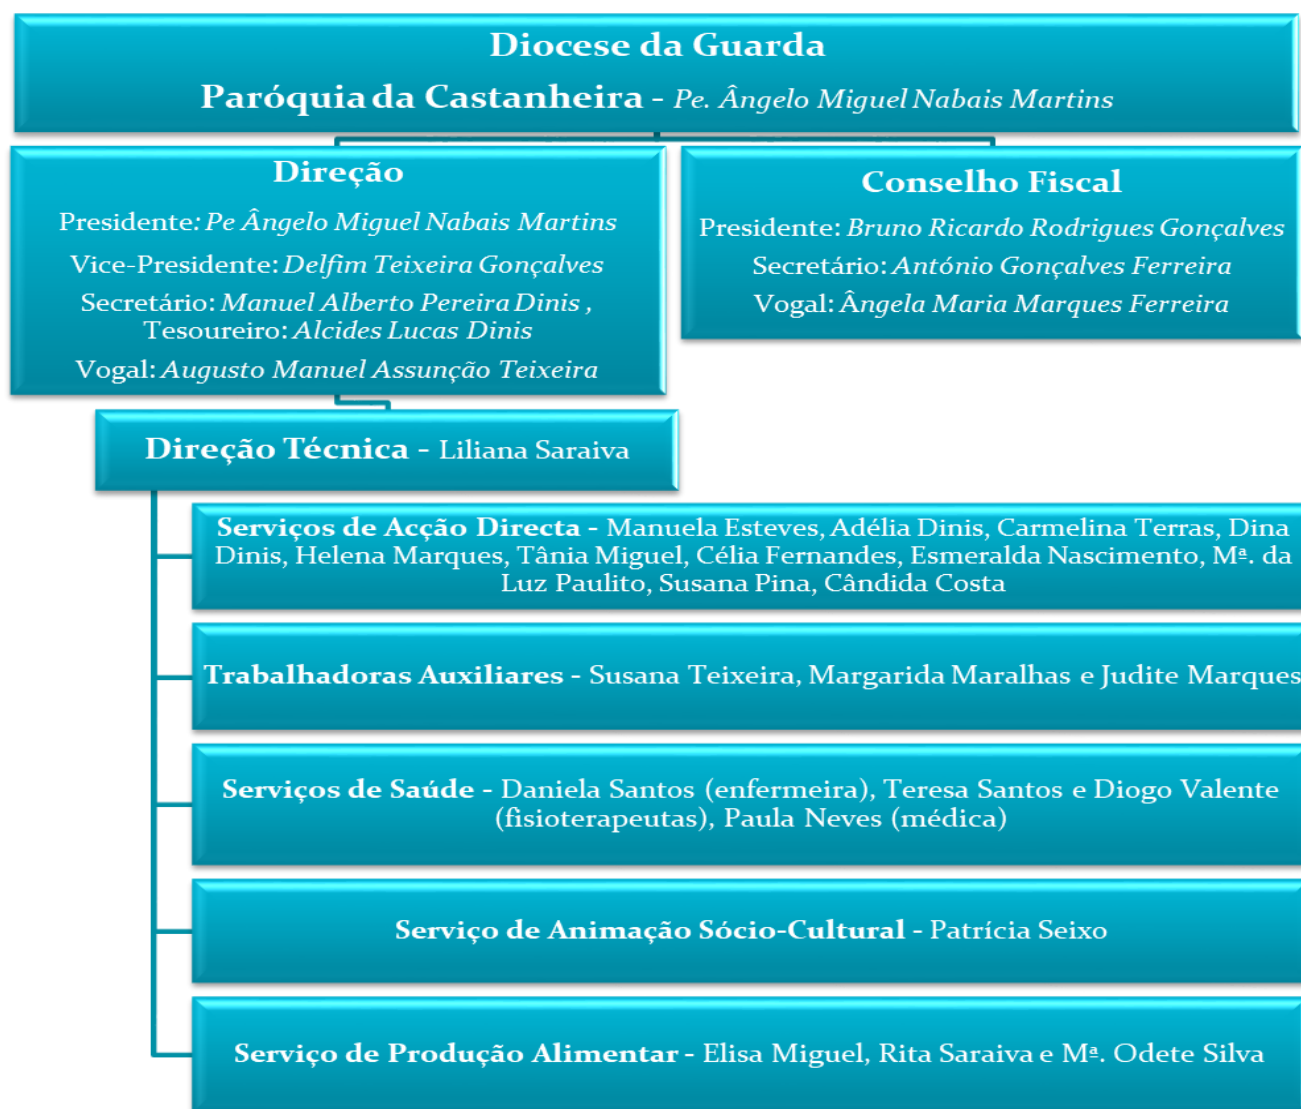 Diocese da Guarda
Paróquia da Castanheira - Pe. Ângelo Miguel Nabais Martins
Direção
Presidente: Pe Ângelo Miguel Nabais Martins
Vice-Presidente: Delfim Teixeira Gonçalves
Secretário: Manuel Alberto Pereira Dinis ,
Tesoureiro: Alcides Lucas Dinis
Vogal: Augusto Manuel Assunção Teixeira
Conselho Fiscal
Presidente: Bruno Ricardo Rodrigues Gonçalves
Secretário: António Gonçalves Ferreira
Vogal: Ângela Maria Marques Ferreira
Direção Técnica - Liliana Saraiva
Serviços de Acção Directa - Manuela Esteves, Adélia Dinis, Carmelina Terras, Dina
Dinis, Helena Marques, Tânia Miguel, Célia Fernandes, Esmeralda Nascimento, Mª. da
Luz Paulito, Susana Pina, Cândida Costa
Trabalhadoras Auxiliares - Susana Teixeira, Margarida Maralhas e Judite Marques
Serviços de Saúde - Daniela Santos (enfermeira), Teresa Santos e Diogo Valente
(fisioterapeutas), Paula Neves (médica)
Serviço de Animação Sócio-Cultural - Patrícia Seixo
Serviço de Produção Alimentar - Elisa Miguel, Rita Saraiva e Mª. Odete Silva